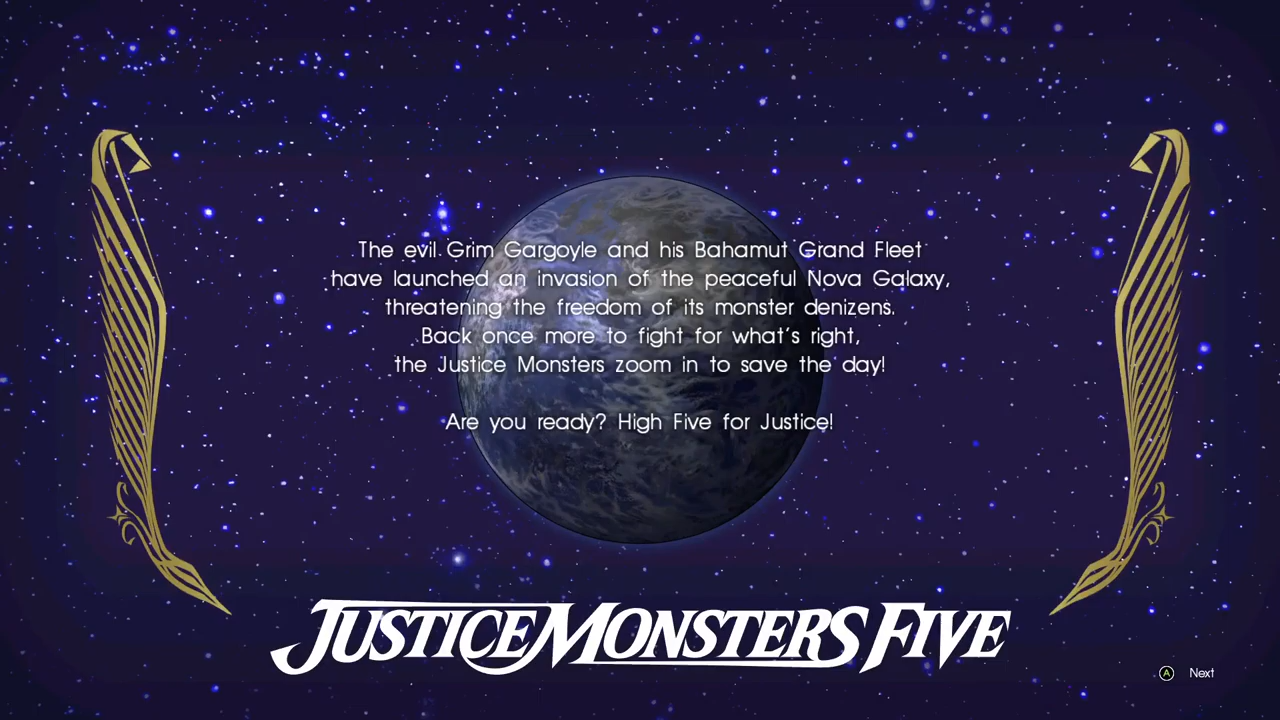 The evil Grim Gargoyle and his Bahamut Grand Fleet
have launched an invasion of the peaceful Nova Galaxy,
threatening the freedom of its monster denizens.
Back once more to fight for what's right,
the Justice Monsters zoom in to save the day!
Are you ready? High Five for Justice!
JUSTICE MONSTERS FIVE
A Next